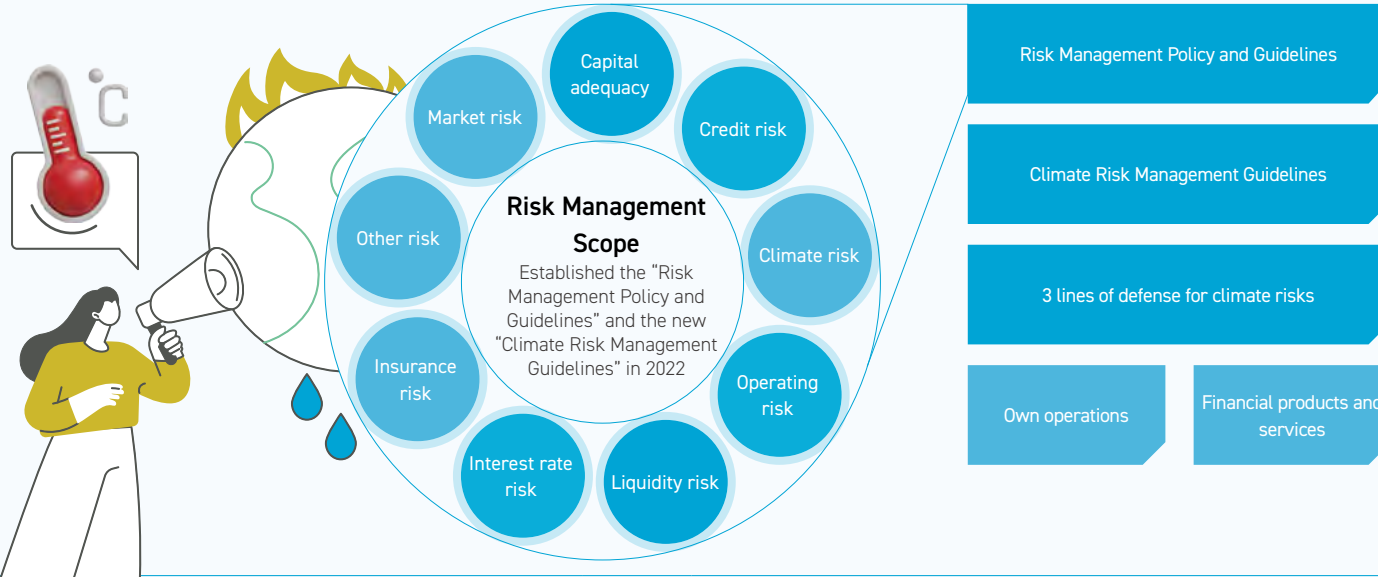 °C
Capital
adequacy
Credit risk
Climate risk
Operating
risk
Liquidity risk
Interest rate
risk
Insurance
risk
Other risk
Market risk
Risk Management
Scope
Established the “Risk
Management Policy and
Guidelines” and the new
“Climate Risk Management
Guidelines” in 2022
Risk Management Policy and Guidelines
Climate Risk Management Guidelines
3 lines of defense for climate risks
Own operations
Financial products and
services